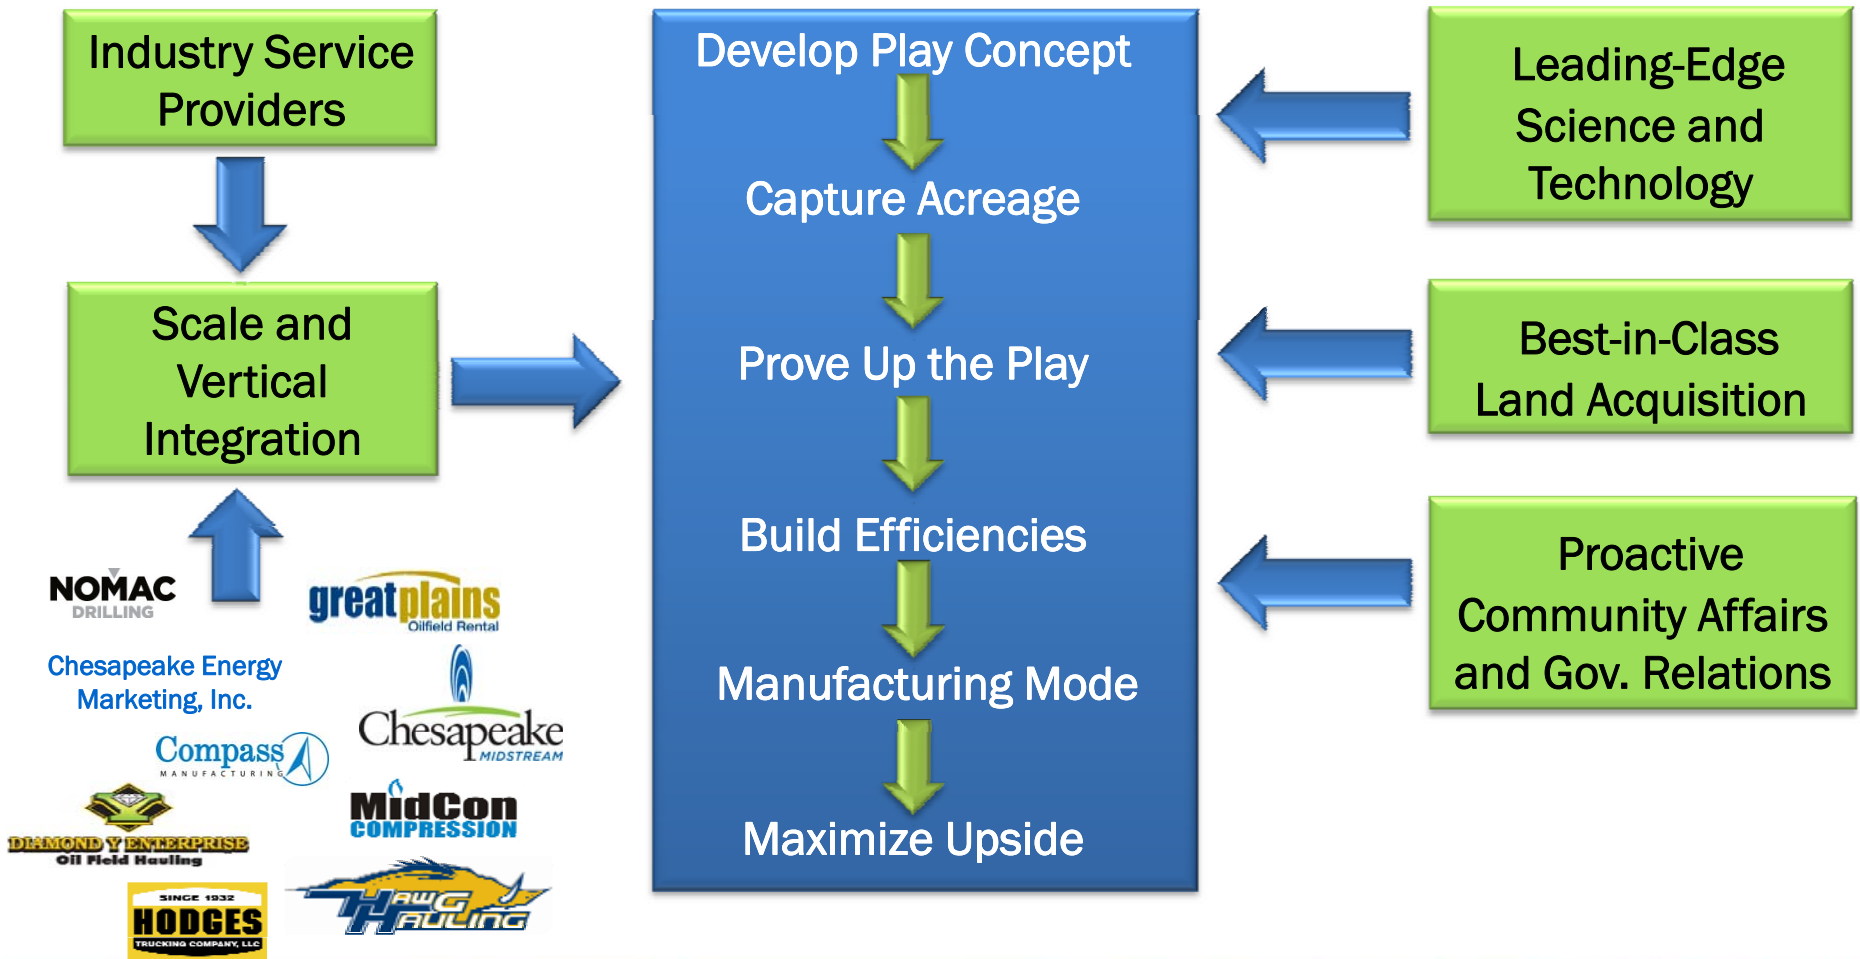 Industry Service
Providers
Scale and
Vertical
Integration
NOMAC
DRILLING
greatplains
Oilfield Rental
Chesapeake Energy
Marketing, Inc.
Chesapeake
MIDSTREAM
Compass
MANUFACTURING
MidCon
COMPRESSION
DIAMOND Y ENTERPRISE
Oil Field Hauling
HAWG
HAULING
SINCE 1932
HODGES
TRUCKING COMPANY, LLC
Develop Play Concept
Capture Acreage
Prove Up the Play
Build Efficiencies
Manufacturing Mode
Maximize Upside
Leading-Edge
Science and
Technology
Best-in-Class
Land Acquisition
Proactive
Community Affairs
and Gov. Relations